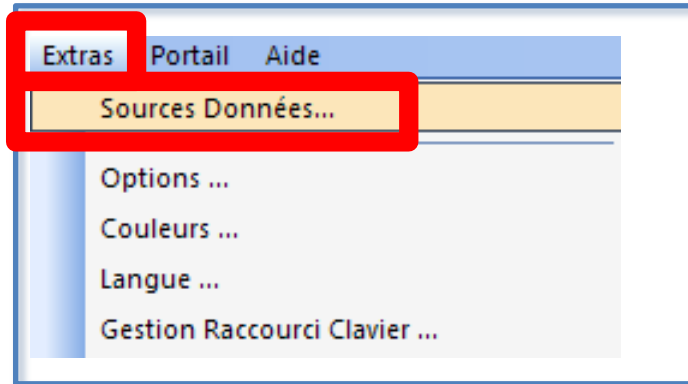 Extras Portail Aide
Sources Données...
Options ...
Couleurs ...
Langue ...
Gestion Raccourci Clavier ...